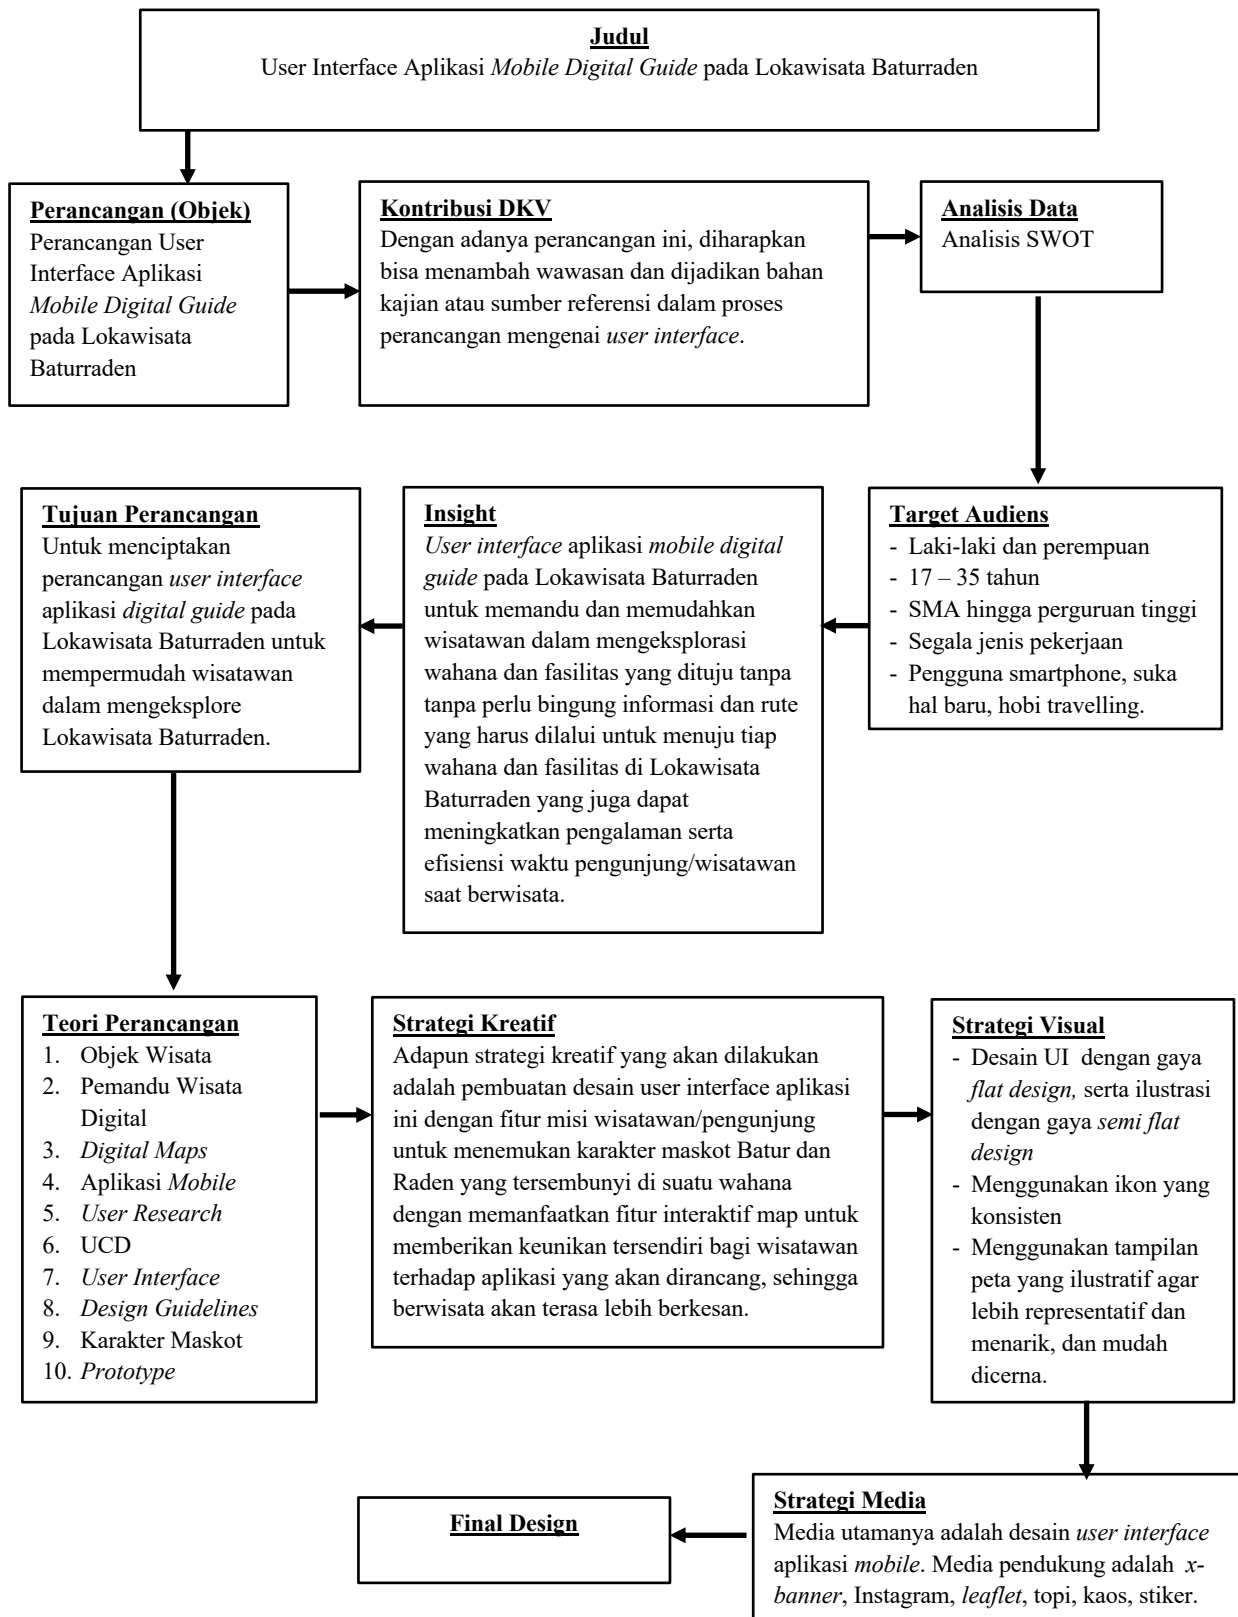 Judul
User Interface Aplikasi Mobile Digital Guide pada Lokawisata Baturraden
Perancangan (Objek)
Perancangan User
Interface Aplikasi
Mobile Digital Guide
pada Lokawisata
Baturraden
Kontribusi DKV
Dengan adanya perancangan ini, diharapkan
bisa menambah wawasan dan dijadikan bahan
kajian atau sumber referensi dalam proses
perancangan mengenai user interface.
Analisis Data
Analisis SWOT
Target Audiens
- Laki-laki dan perempuan
- 17 – 35 tahun
- SMA hingga perguruan tinggi
- Segala jenis pekerjaan
- Pengguna smartphone, suka
hal baru, hobi travelling.
Insight
User interface aplikasi mobile digital
guide pada Lokawisata Baturraden
untuk memandu dan memudahkan
wisatawan dalam mengeksplorasi
wahana dan fasilitas yang dituju tanpa
tanpa perlu bingung informasi dan rute
yang harus dilalui untuk menuju tiap
wahana dan fasilitas di Lokawisata
Baturraden yang juga dapat
meningkatkan pengalaman serta
efisiensi waktu pengunjung/wisatawan
saat berwisata.
Tujuan Perancangan
Untuk menciptakan
perancangan user interface
aplikasi digital guide pada
Lokawisata Baturraden untuk
mempermudah wisatawan
dalam mengeksplore
Lokawisata Baturraden.
Teori Perancangan
1. Objek Wisata
2. Pemandu Wisata
Digital
3. Digital Maps
4. Aplikasi Mobile
5. User Research
6. UCD
7. User Interface
8. Design Guidelines
9. Karakter Maskot
10. Prototype
Strategi Kreatif
Adapun strategi kreatif yang akan dilakukan
adalah pembuatan desain user interface aplikasi
ini dengan fitur misi wisatawan/pengunjung
untuk menemukan karakter maskot Batur dan
Raden yang tersembunyi di suatu wahana
dengan memanfaatkan fitur interaktif map untuk
memberikan keunikan tersendiri bagi wisatawan
terhadap aplikasi yang akan dirancang, sehingga
berwisata akan terasa lebih berkesan.
Strategi Visual
- Desain UI dengan gaya
flat design, serta ilustrasi
dengan gaya semi flat
design
- Menggunakan ikon yang
konsisten
- Menggunakan tampilan
peta yang ilustratif agar
lebih representatif dan
menarik, dan mudah
dicerna.
Strategi Media
Media utamanya adalah desain user interface
aplikasi mobile. Media pendukung adalah x-
banner, Instagram, leaflet, topi, kaos, stiker.
Final Design